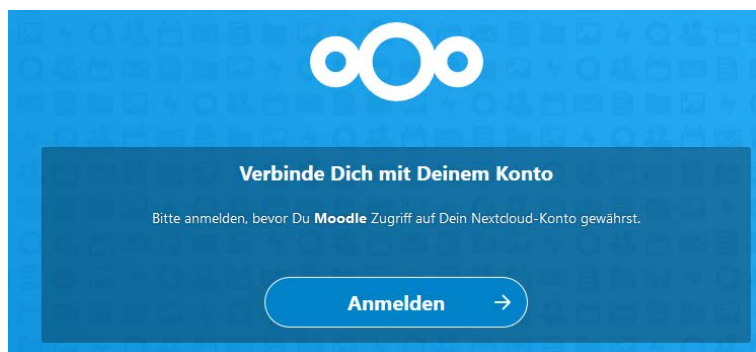 Verbinde Dich mit Deinem Konto
Bitte anmelden, bevor Du Moodle Zugriff auf Dein Nextcloud-Konto gewährst.
Anmelden